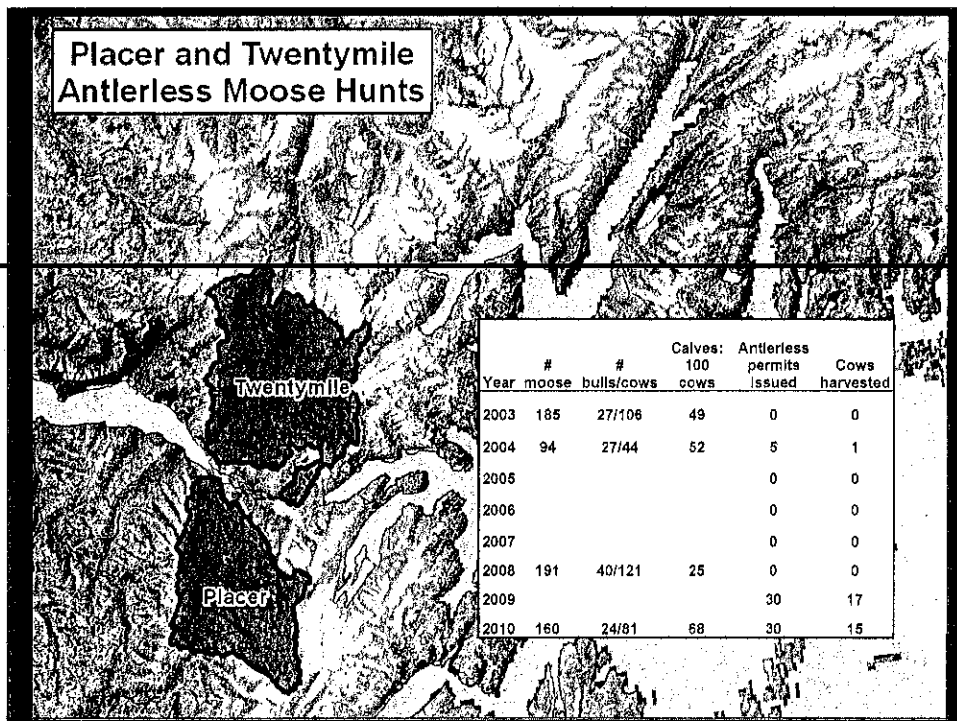 Placer and Twentymile
Antlerless Moose Hunts
Twentymile
Placer
Year # moose # bulls/cows Calves: 100 cows Antlerless permits issued Cows harvested
2003 185 27/106 49 0 0
2004 94 27/44 52 5 1
2005 0 0
2006 0 0
2007 0 0
2008 191 40/121 25 0 0
2009 30 17
2010 160 24/81 68 30 15